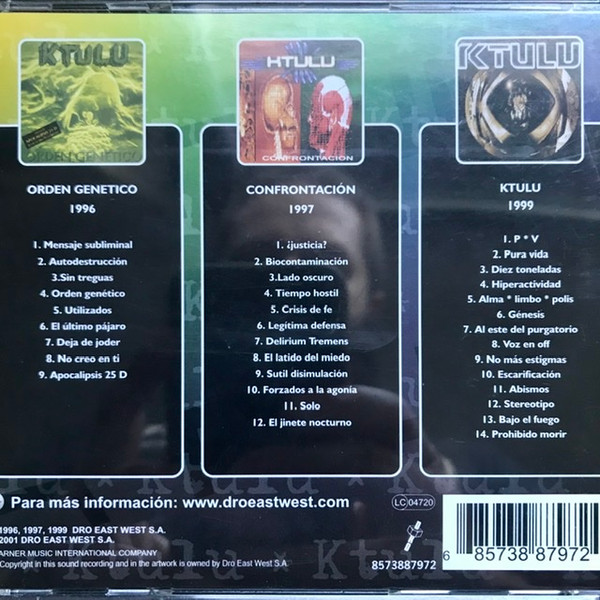 KTULU
ORDEN GENETICO
ORDEN GENETICO
1996
1. Mensaje subliminal
2. Autodestrucción
3.Sin treguas
4. Orden genético
5. Utilizados
6. El último pájaro
7. Deja de joder
8. No creo en ti
9. Apocalipsis 25 D
KTULU
CONFRONTACION
CONFRONTACIÓN
1997
1. ¿justicia?
2. Biocontaminación
3.Lado oscuro
4. Tiempo hostil
5. Crisis de fe
6. Legítima defensa
7. Delirium Tremens
8. El latido del miedo
9. Sutil disimulación
10. Forzados a la agonía
11. Solo
12. El jinete nocturno
KTULU
KTULU
1999
1. P * V
2. Pura vida
3. Diez toneladas
4. Hiperactividad
5. Alma * limbo * polis
6. Génesis
7. Al este del purgatorio
8. Voz en off
9. No más estigmas
10. Escarificación
11. Abismos
12. Stereotipo
13. Bajo el fuego
14. Prohibido morir
Para más información: www.droeastwest.com
LC 04720
1996, 1997, 1999 DRO EAST WEST S.A.
2001 DRO EAST WEST S.A.
ARNER MUSIC INTERNATIONAL COMPANY
Copyright in this sound recording and in the artwork is owned by Dro East West S.A.
8573887972
6 85738 87972
Ktulu × Ktulu